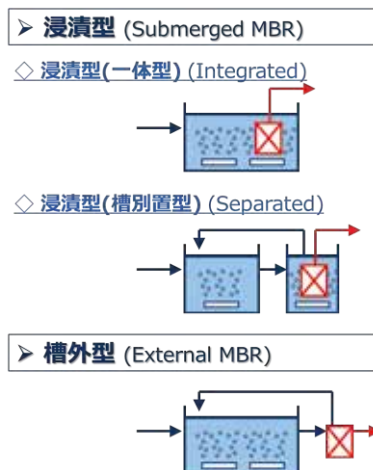 ➢ 浸漬型 (Submerged MBR)
◇ 浸漬型(一体型) (Integrated)
◇ 浸漬型(槽別置型) (Separated)
➢ 槽外型 (External MBR)